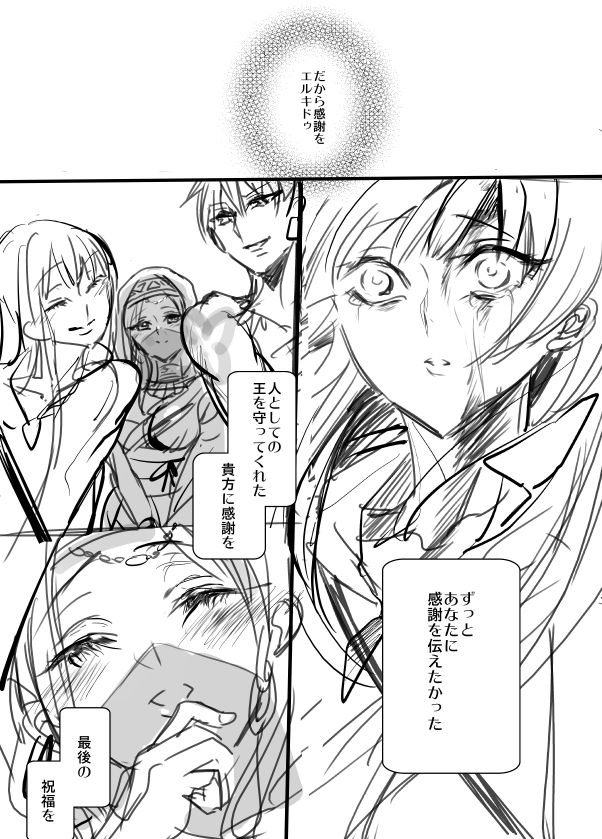 だから感謝を
エルキドゥ
ずっと
あなたに
感謝を伝えたかった
人としての
王を守ってくれた
貴方に感謝を
最後の
祝福を